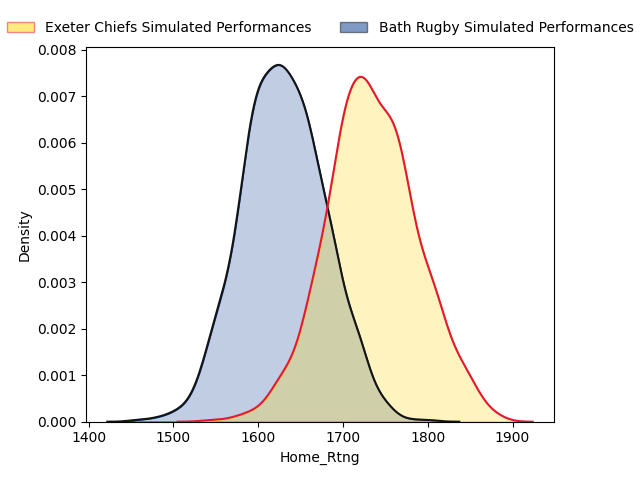 Exeter Chiefs Simulated Performances
Bath Rugby Simulated Performances
0.008
0.007
0.006
0.005
0.004
0.003
0.002
0.001
0.000
Density
1400 1500 1600 1700 1800 1900
Home_Rtng